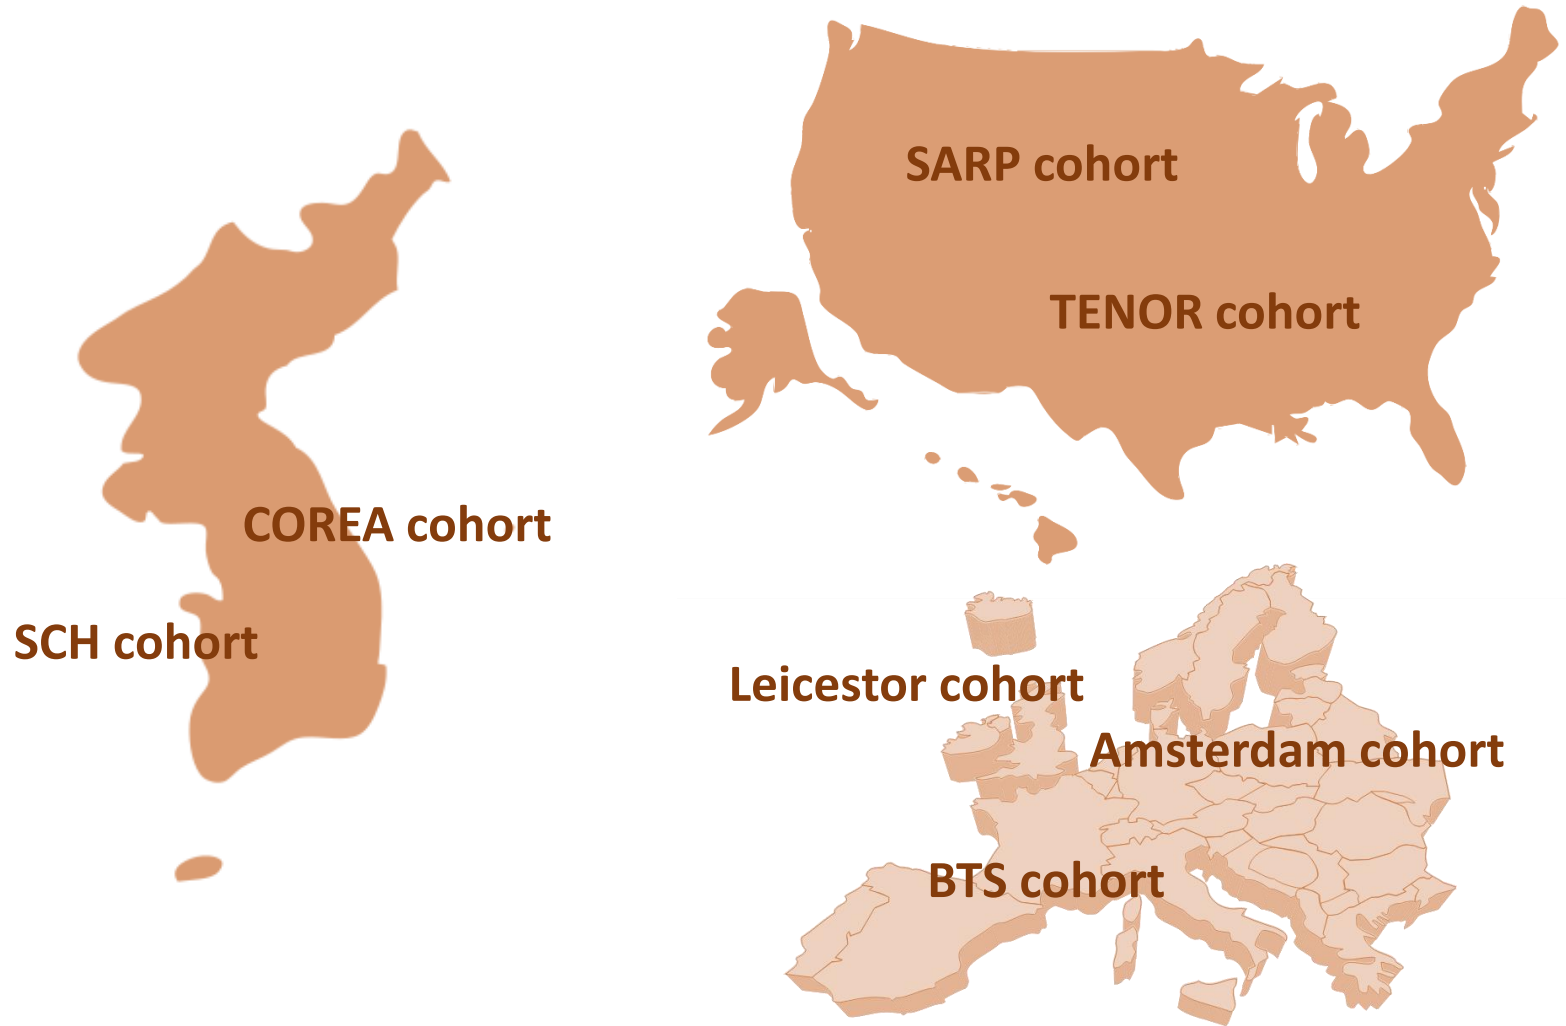 SARP cohort
TENOR cohort
COREA cohort
SCH cohort
Leicestor cohort
Amsterdam cohort
BTS cohort